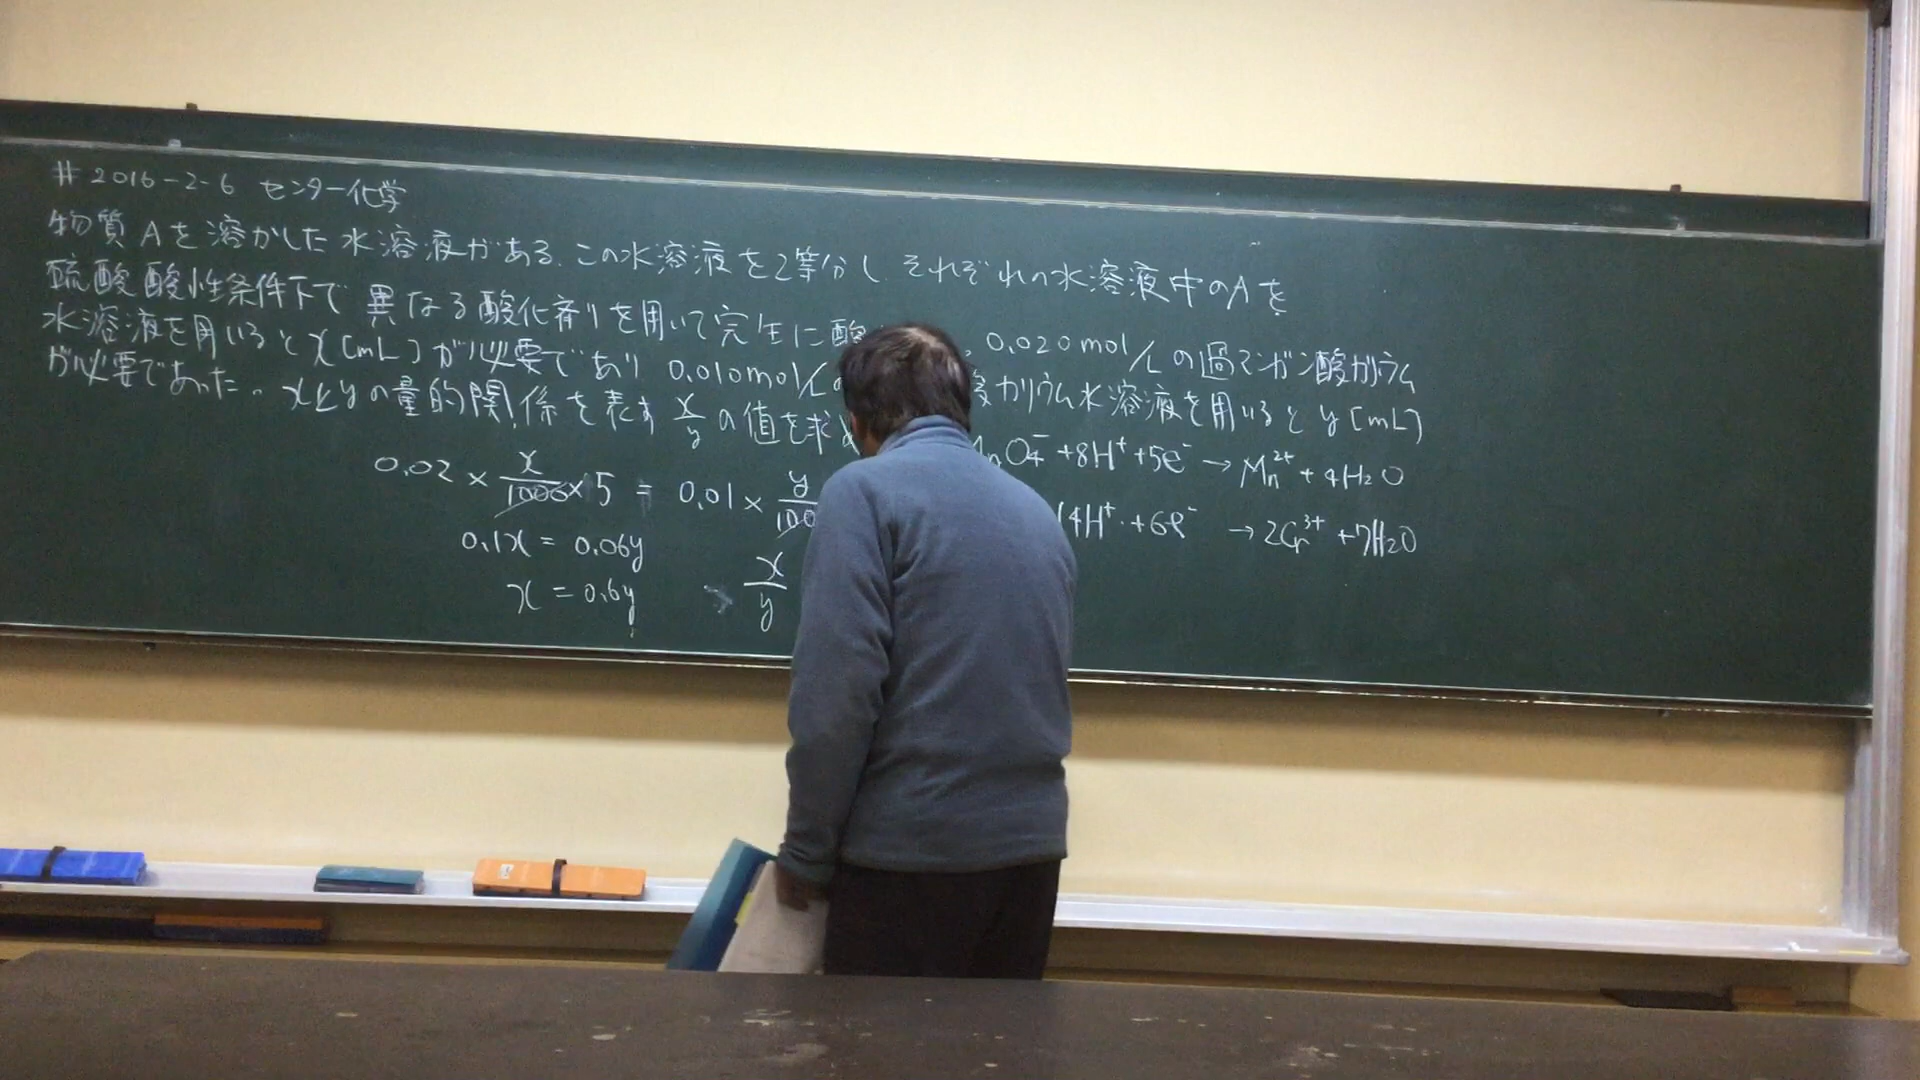 # 2016-2-6 センター化学
物質Aを溶かした水溶液がある.この水溶液を2等分し それぞれの水溶液中のAを
硫酸酸性条件下で 異なる酸化剤を用いて完全に酸 0.020mol/Lの過マンガン酸カリウム
水溶液を用いると x[mL]が必要であり 0.010mol/L 酸カリウム水溶液を用いると y[mL]
が必要であった。xとyの量的関係を表す x/y の値を求
0.02 × x/1000 × 5 = 0.01 × y/100
0.1x = 0.06y
x = 0.6y
x/y
nO4⁻ + 8H⁺ + 5e⁻ → Mn²⁺ + 4H2O
14H⁺ + 6e⁻ → 2Cr³⁺ + 7H2O